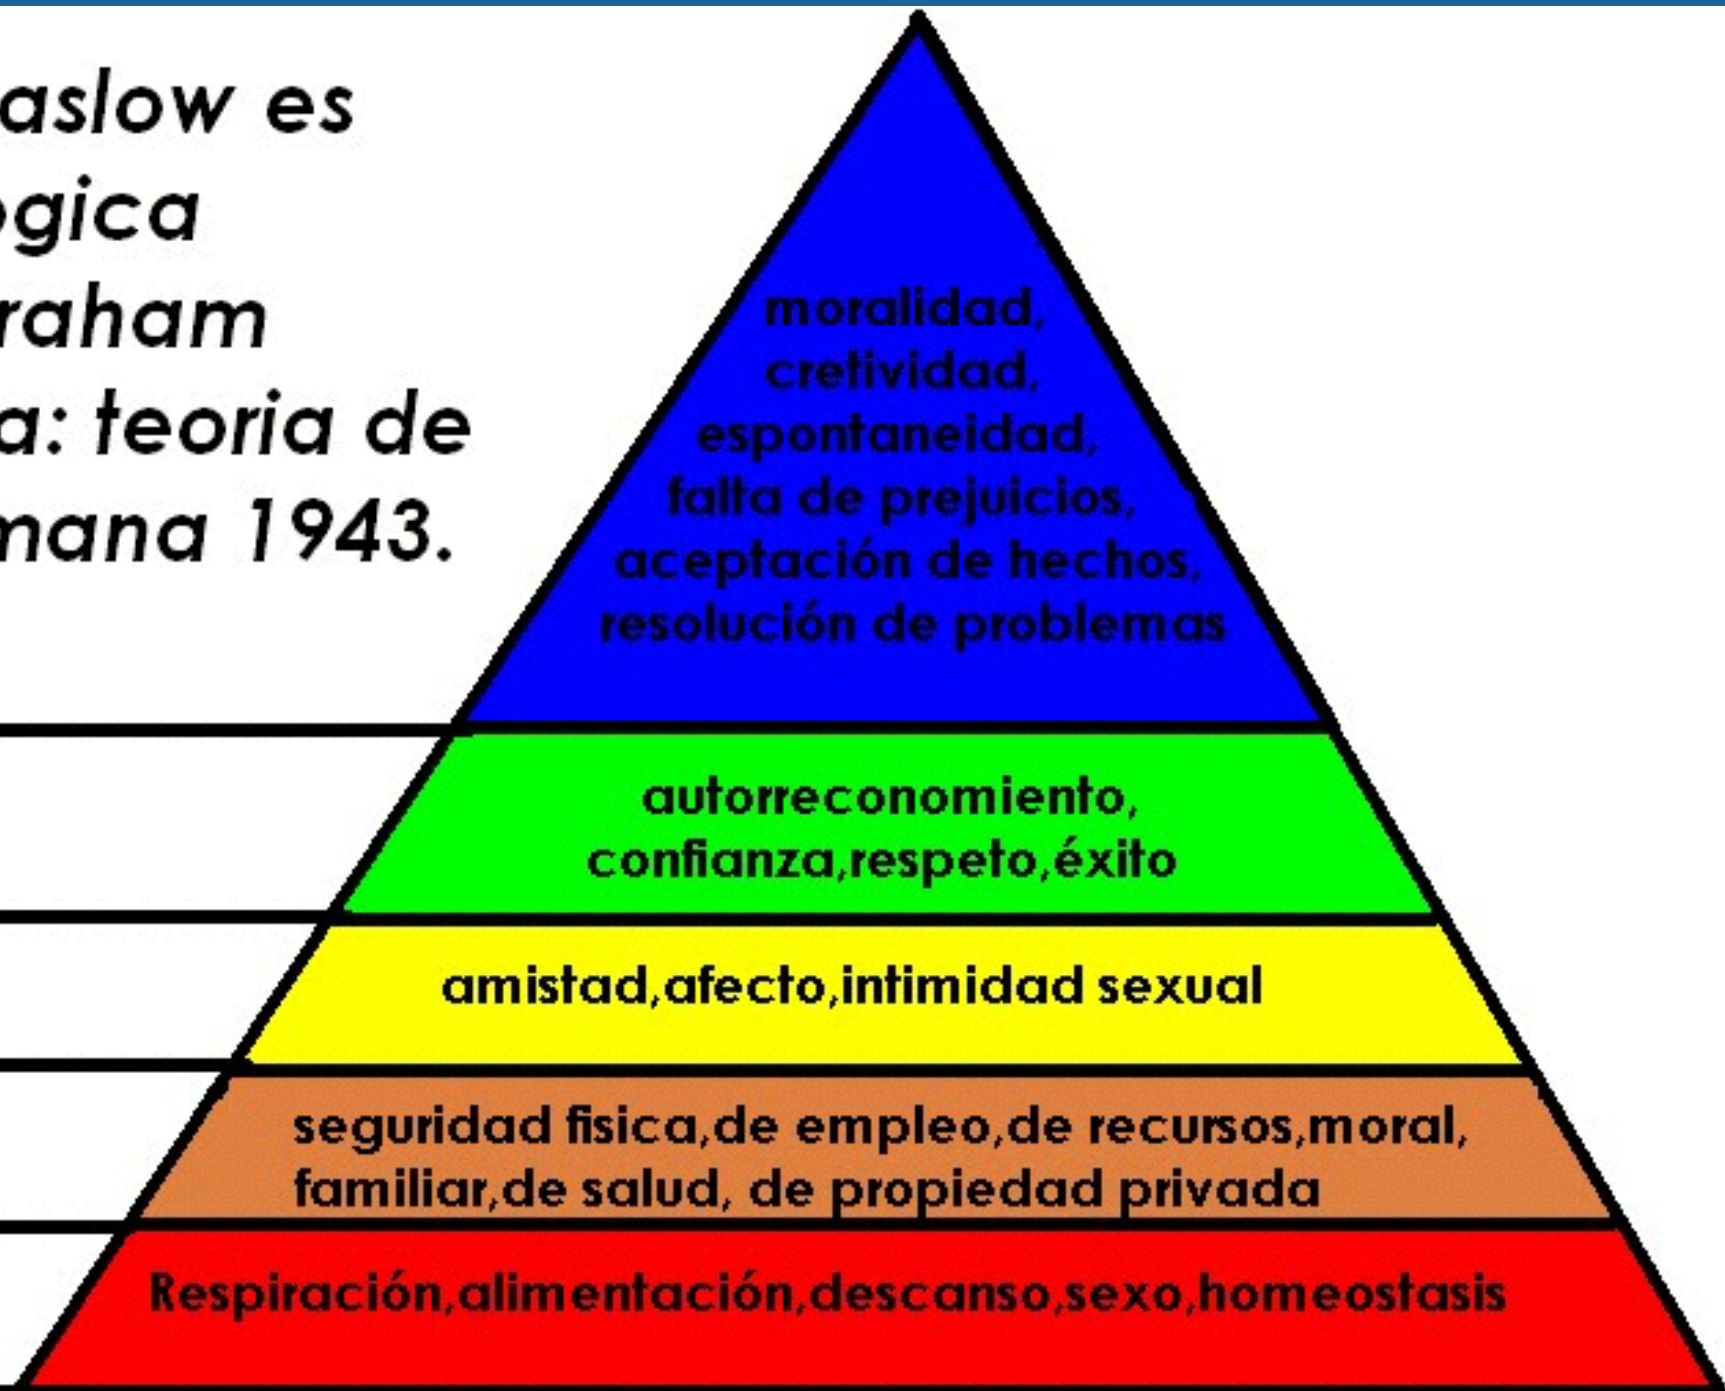 aslow es
ogica
raham
a: teoria de
mana 1943.
moralidad,
cretividad,
espontaneidad,
falta de prejuicios,
aceptación de hechos,
resolución de problemas
autorreconomiento,
confianza,respeto,éxito
amistad,afecto,intimidad sexual
seguridad fisica,de empleo,de recursos,moral,
familiar,de salud, de propiedad privada
Respiración,alimentación,descanso,sexo,homeostasis